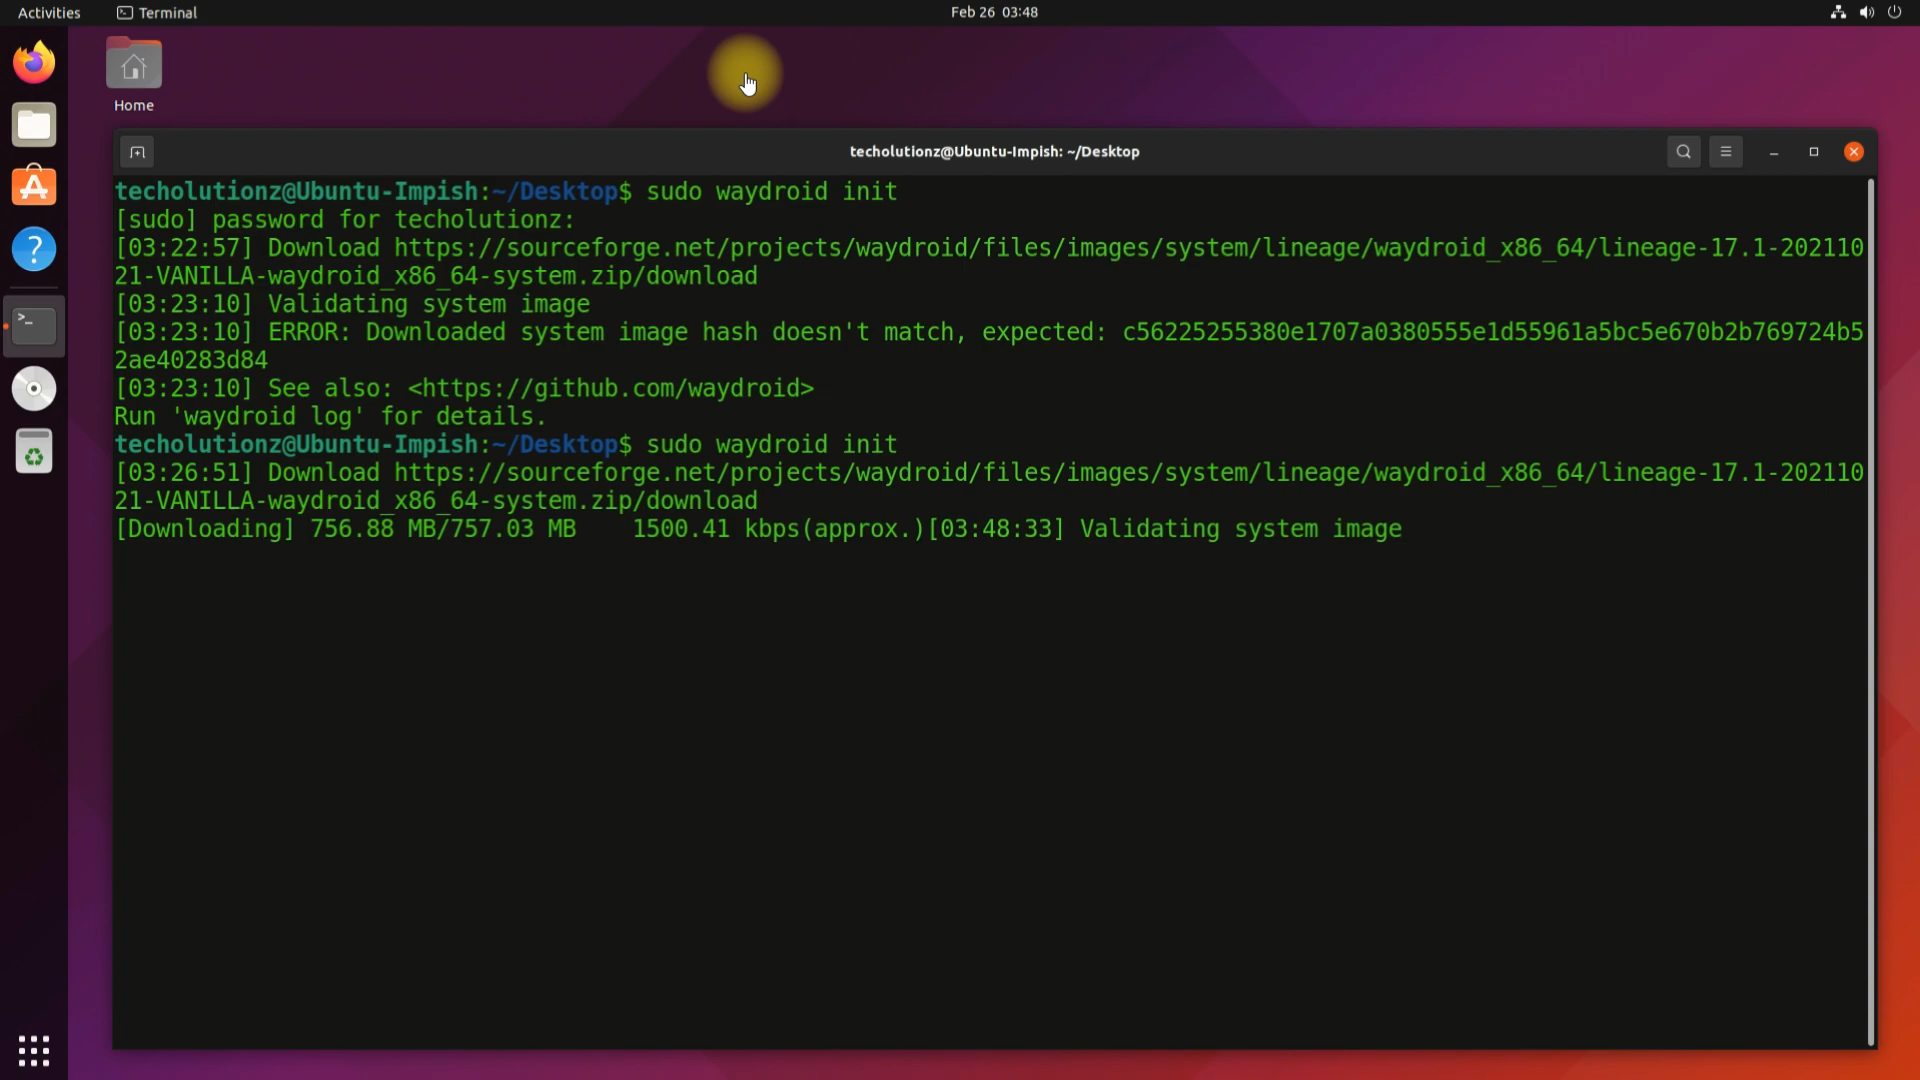 Activities
Terminal
Feb 26 03:48
Home
techolutionz@Ubuntu-Impish: ~/Desktop
techolutionz@Ubuntu-Impish:~/Desktop$ sudo waydroid init
[sudo] password for techolutionz:
[03:22:57] Download https://sourceforge.net/projects/waydroid/files/images/system/lineage/waydroid_x86_64/lineage-17.1-202110
21-VANILLA-waydroid_x86_64-system.zip/download
[03:23:10] Validating system image
[03:23:10] ERROR: Downloaded system image hash doesn't match, expected: c56225255380e1707a0380555e1d55961a5bc5e670b2b769724b5
2ae40283d84
[03:23:10] See also: <https://github.com/waydroid>
Run 'waydroid log' for details.
techolutionz@Ubuntu-Impish:~/Desktop$ sudo waydroid init
[03:26:51] Download https://sourceforge.net/projects/waydroid/files/images/system/lineage/waydroid_x86_64/lineage-17.1-202110
21-VANILLA-waydroid_x86_64-system.zip/download
[Downloading] 756.88 MB/757.03 MB    1500.41 kbps(approx.)[03:48:33] Validating system image